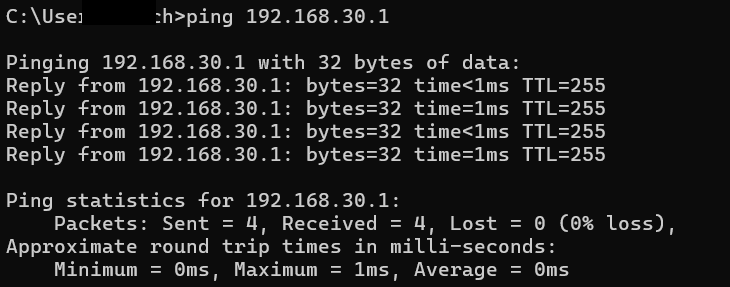 C:\User ch>ping 192.168.30.1
Pinging 192.168.30.1 with 32 bytes of data:
Reply from 192.168.30.1: bytes=32 time<1ms TTL=255
Reply from 192.168.30.1: bytes=32 time=1ms TTL=255
Reply from 192.168.30.1: bytes=32 time<1ms TTL=255
Reply from 192.168.30.1: bytes=32 time=1ms TTL=255
Ping statistics for 192.168.30.1:
Packets: Sent = 4, Received = 4, Lost = 0 (0% loss),
Approximate round trip times in milli-seconds:
Minimum = 0ms, Maximum = 1ms, Average = 0ms